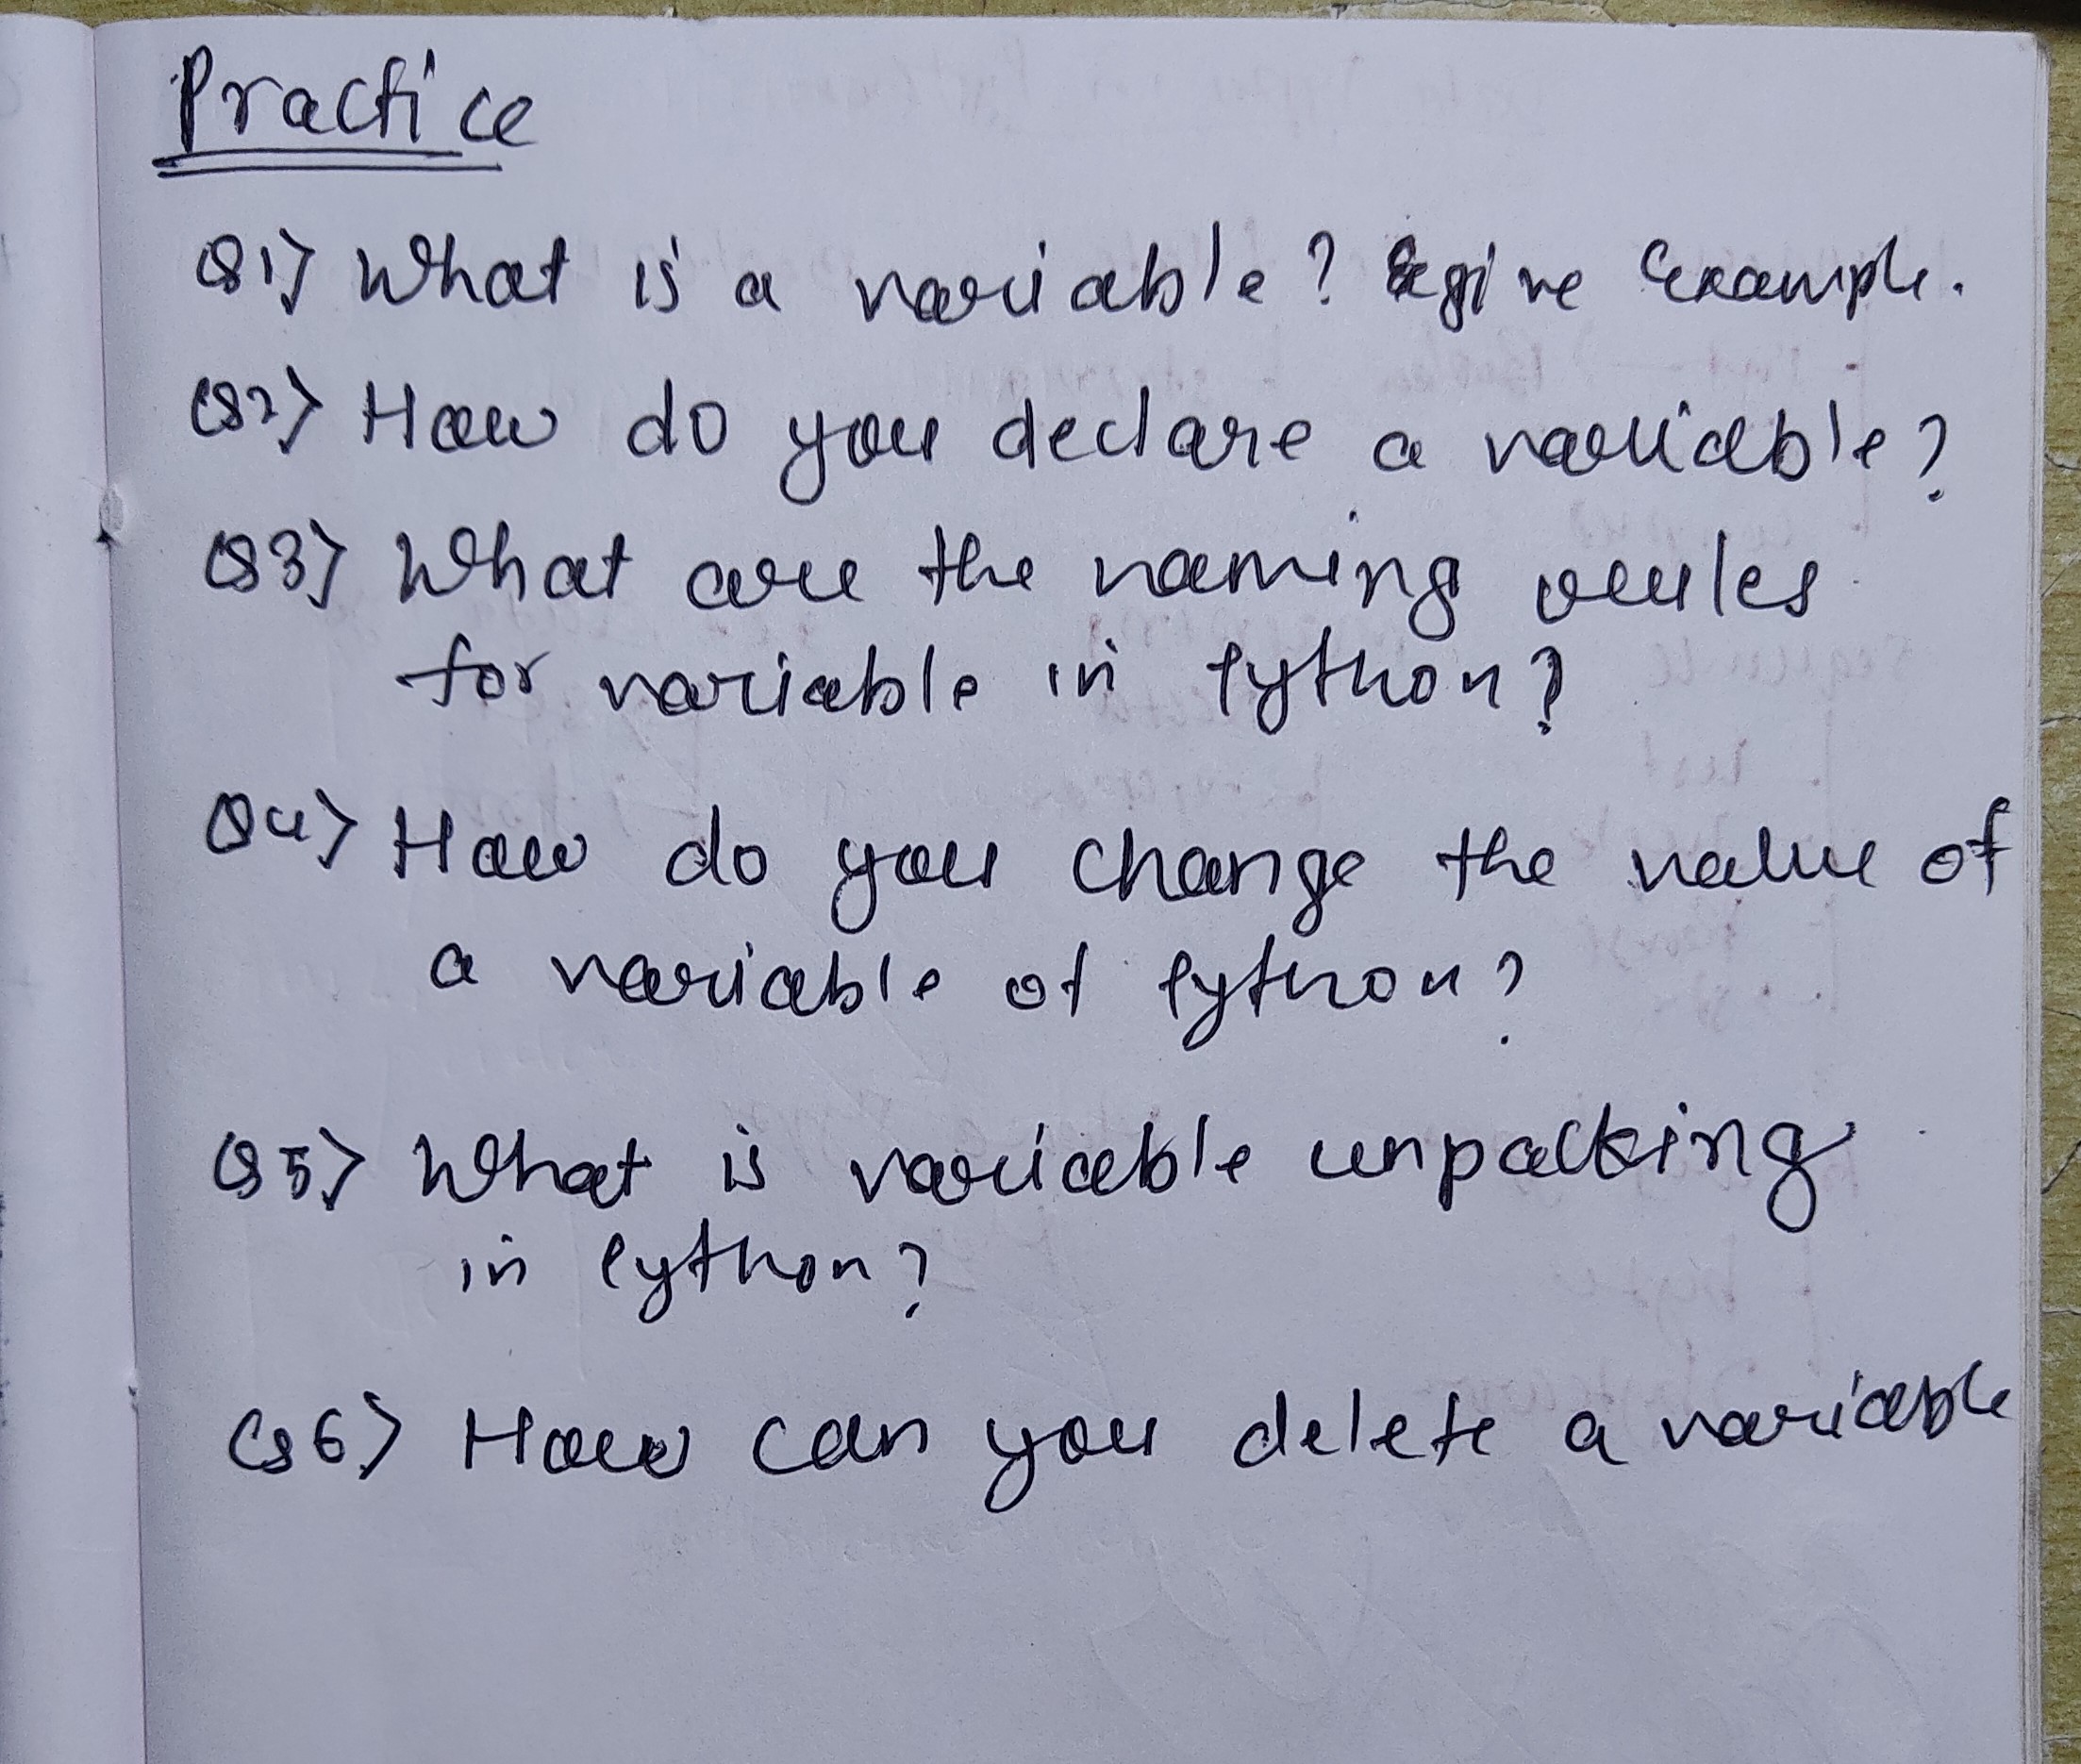 Practice
Q1) What is a variable? & give Example.
Q2) How do you declare a variable?
Q3) What are the naming rules
for variable in Python?
Q4) How do you change the value of
a variable of Python?
Q5) What is variable unpacking
in Python?
Q6) How can you delete a variable